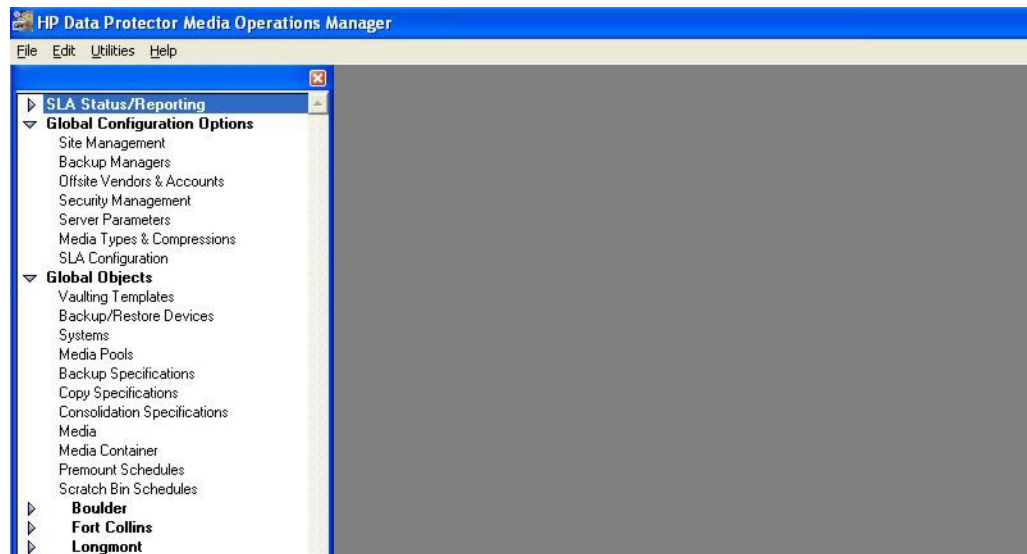 HP Data Protector Media Operations Manager
File Edit Utilities Help
SLA Status/Reporting
Global Configuration Options
Site Management
Backup Managers
Offsite Vendors & Accounts
Security Management
Server Parameters
Media Types & Compressions
SLA Configuration
Global Objects
Vaulting Templates
Backup/Restore Devices
Systems
Media Pools
Backup Specifications
Copy Specifications
Consolidation Specifications
Media
Media Container
Premount Schedules
Scratch Bin Schedules
Boulder
Fort Collins
Longmont